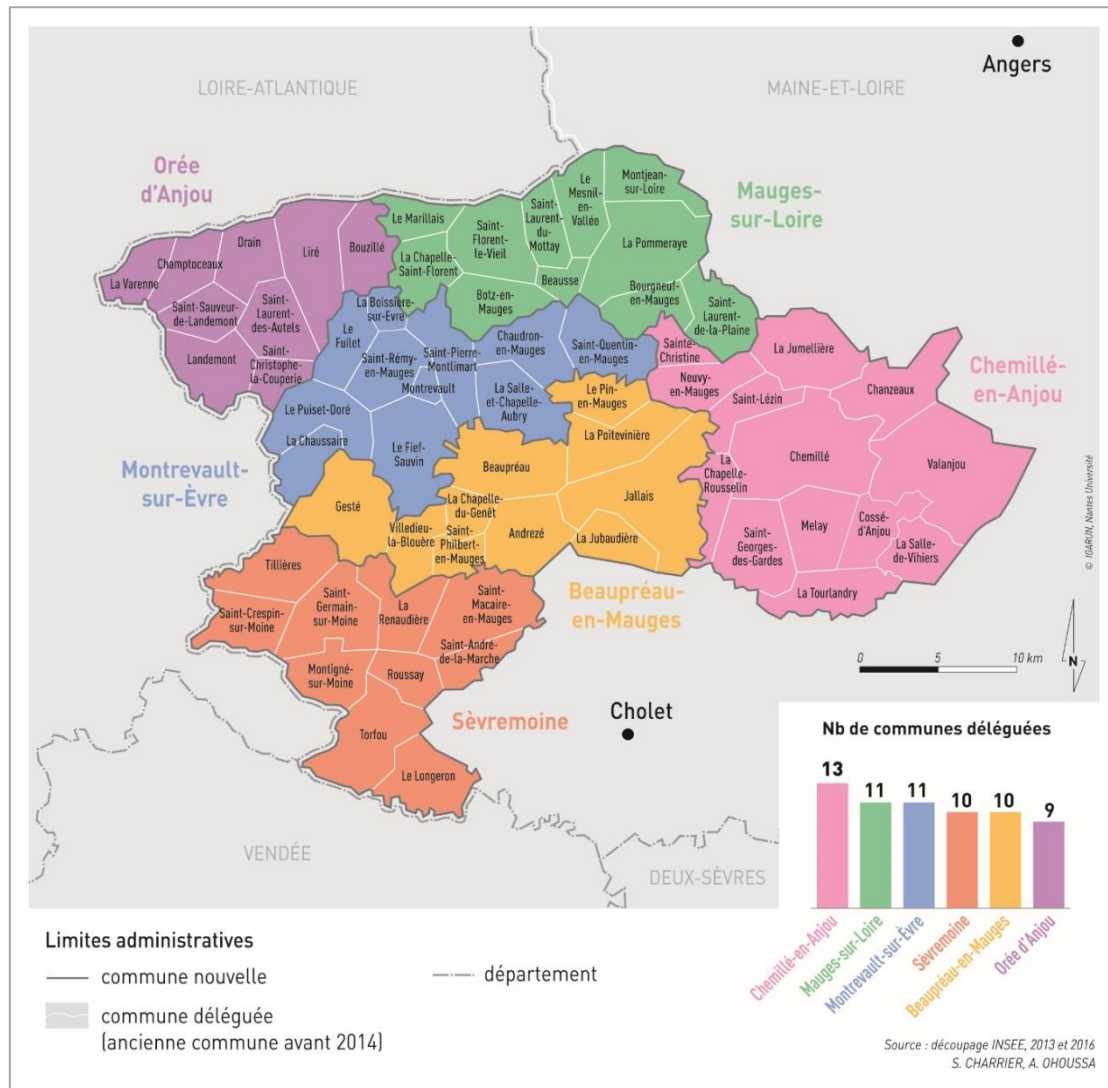 Angers
LOIRE-ATLANTIQUE
MAINE-ET-LOIRE
Orée
d'Anjou
Mauges-
sur-Loire
Montjean-
sur-Loire
Le
Mesnil-
en-
Vallée
Saint-
Laurent-
du-
Mottay
Le Marillais
Saint-
Florent-
le-Vieil
La Pommeraye
La Chapelle-
Saint-Florent
Beausse
Botz-en-
Mauges
Bourgneuf-
en-Mauges
Saint-
Laurent-
de-la-Plaine
Drain
Liré
Bouzillé
Champtoceaux
La Varenne
Saint-Sauveur-
de-Landemont
Saint-
Laurent-
des-Autels
Landemont
Saint-
Christophe-
la-Couperie
La Boissière-
sur-Evre
Le
Fuilet
Saint-Rémy-
en-Mauges
Saint-Pierre-
Montlimart
Montrevault
Chaudron-
en-Mauges
Saint-Quentin-
en-Mauges
La Salle-
et-Chapelle-
Aubry
Le Puiset-Doré
La Chaussaire
Le Fief-
Sauvin
Montrevault-
sur-Èvre
Sainte-
Christine
La Jumellière
Neuvy-
en-Mauges
Saint-Lézin
Chanzeaux
Chemillé-
en-Anjou
Chemillé
Valanjou
La
Chapelle-
Rousselin
Saint-
Georges-
des-Gardes
Melay
Cossé-
d'Anjou
La Salle-
de-Vihiers
La Tourlandry
Le Pin-
en-Mauges
La Poitevinière
Beaupréau
Jallais
Gesté
La Chapelle-
du-Genêt
Villedieu-
la-Blouère
Saint-
Philbert-
en-Mauges
Andrezé
La Jubaudière
Beaupréau-
en-Mauges
Tillières
Saint-Crespin-
sur-Moine
Saint-
Germain-
sur-Moine
La
Renaudière
Saint-
Macaire-
en-Mauges
Saint-André-
de-la-Marche
Montigné-
sur-Moine
Roussay
Torfou
Le Longeron
Sèvremoine
Cholet
VENDÉE
DEUX-SÈVRES
0 5 10 km
N
© IGARUN, Nantes Université
Nb de communes déléguées
13 11 11 10 10 9
Chemillé-en-Anjou
Mauges-sur-Loire
Montrevault-sur-Èvre
Sèvremoine
Beaupréau-en-Mauges
Orée d'Anjou
Limites administratives
commune nouvelle
département
commune déléguée
(ancienne commune avant 2014)
Source : découpage INSEE, 2013 et 2016
S. CHARRIER, A. OHOUSSA